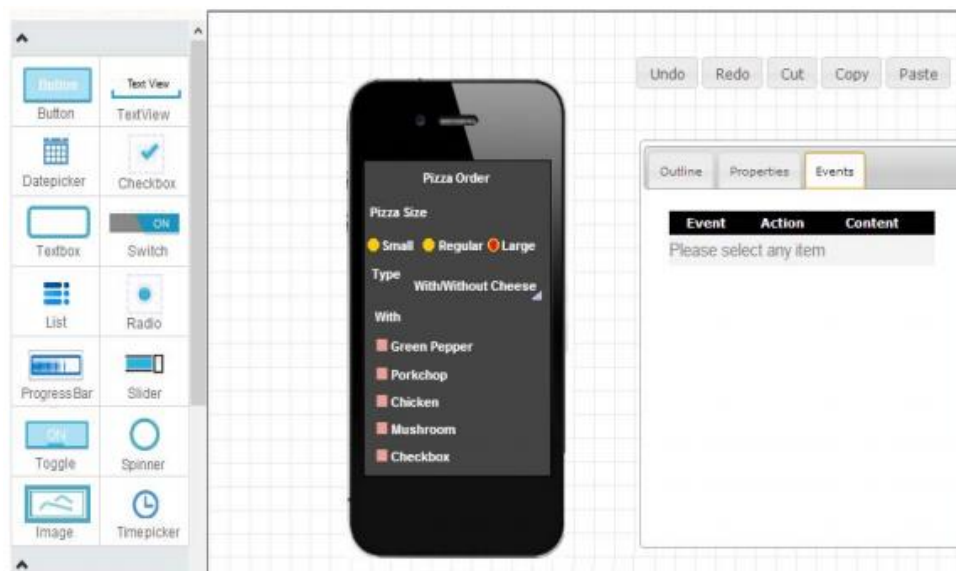 Button
Text View
Button
TextView
Datepicker
Checkbox
ON
Textbox
Switch
List
Radio
ProgressBar
Slider
ON
Toggle
Spinner
Image
Timepicker
Pizza Order
Pizza Size
Small Regular Large
Type
With/Without Cheese
With
Green Pepper
Porkchop
Chicken
Mushroom
Checkbox
Undo Redo Cut Copy Paste
Outline Properties Events
Event Action Content
Please select any item